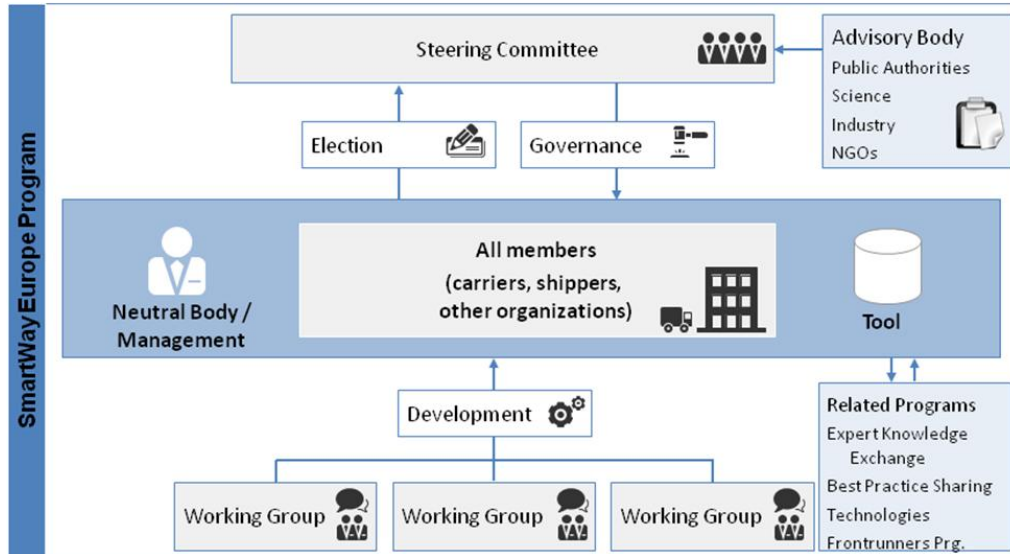 SmartWay Europe Program
Steering Committee
Advisory Body
Public Authorities
Science
Industry
NGOs
Election
Governance
Neutral Body /
Management
All members
(carriers, shippers,
other organizations)
Tool
Development
Related Programs
Expert Knowledge
Exchange
Best Practice Sharing
Technologies
Frontrunners Prg.
Working Group
Working Group
Working Group